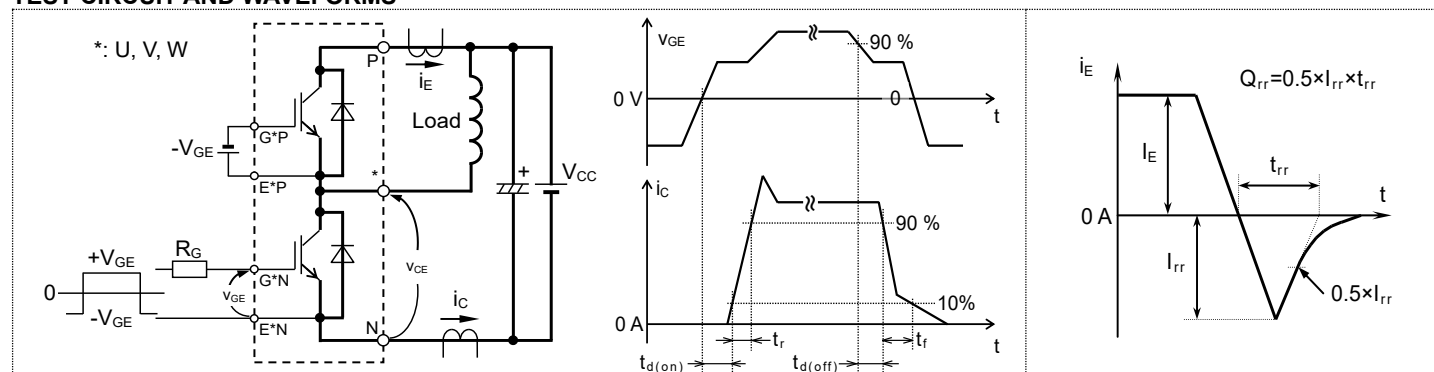 TEST CIRCUIT AND WAVEFORMS
*: U, V, W
P
iE
G*P
-VGE
E*P
Load
*
+
VCC
+VGE
RG
0
-VGE
vGE
G*N
E*N
vCE
iC
N
vGE
90 %
0 V
0
t
iC
90 %
10%
0 A
tr
tf
t
td(on)
td(off)
iE
Qrr=0.5×Irr×trr
IE
trr
t
0 A
Irr
0.5×Irr